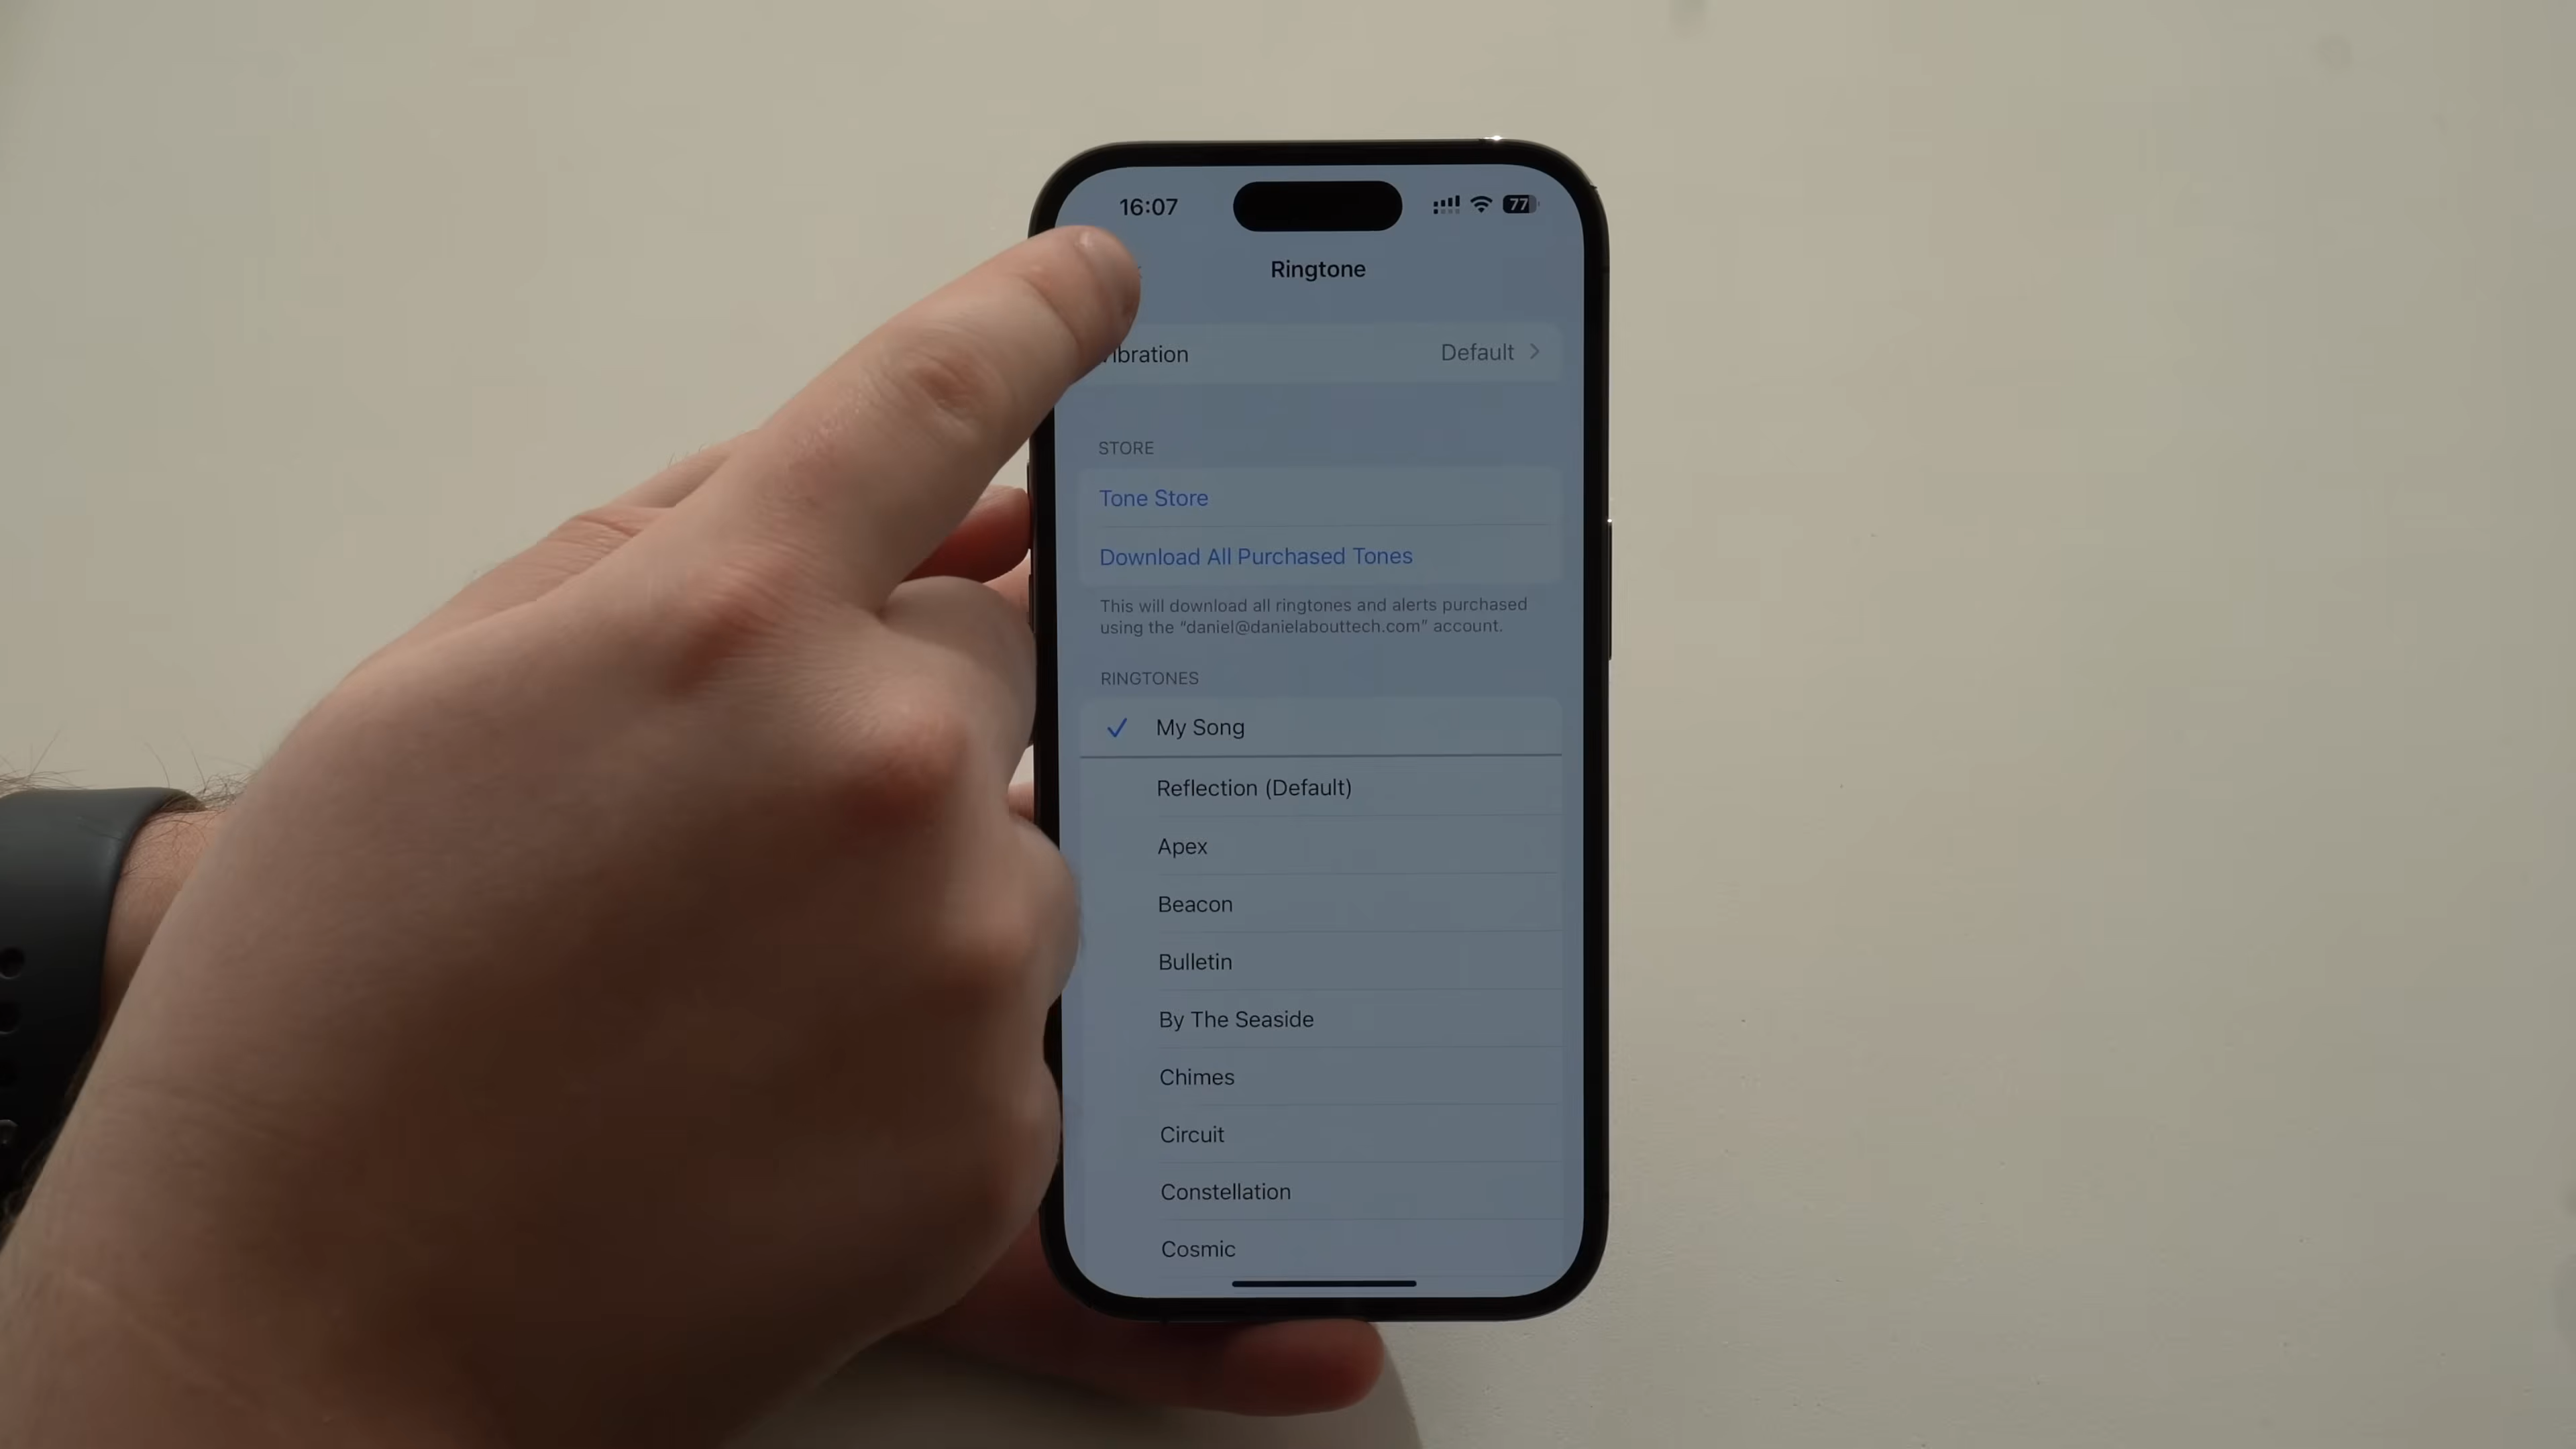 16:07
77
Ringtone
Vibration
Default
STORE
Tone Store
Download All Purchased Tones
This will download all ringtones and alerts purchased
using the “daniel@danielabouttech.com” account.
RINGTONES
My Song
Reflection (Default)
Apex
Beacon
Bulletin
By The Seaside
Chimes
Circuit
Constellation
Cosmic